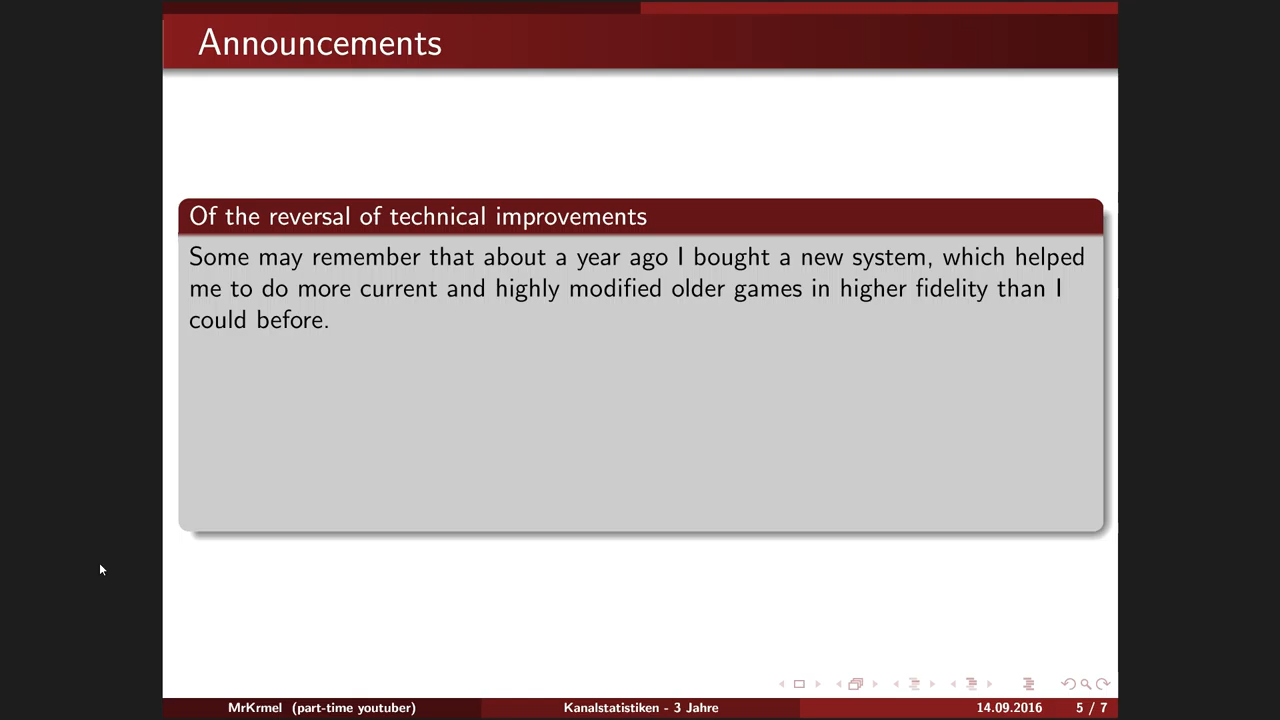 Announcements
Of the reversal of technical improvements
Some may remember that about a year ago I bought a new system, which helped
me to do more current and highly modified older games in higher fidelity than I
could before.
MrKrmel (part-time youtuber)
Kanalstatistiken - 3 Jahre
14.09.2016
5 / 7